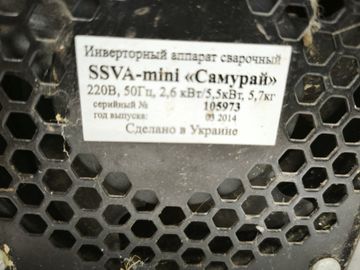 Инверторный аппарат сварочный
SSVA-mini «Самурай»
220В, 50Гц, 2,6 кВт/5,5кВт, 5,7кг
серийный № 105973
год выпуска: 03 2014
Сделано в Украине